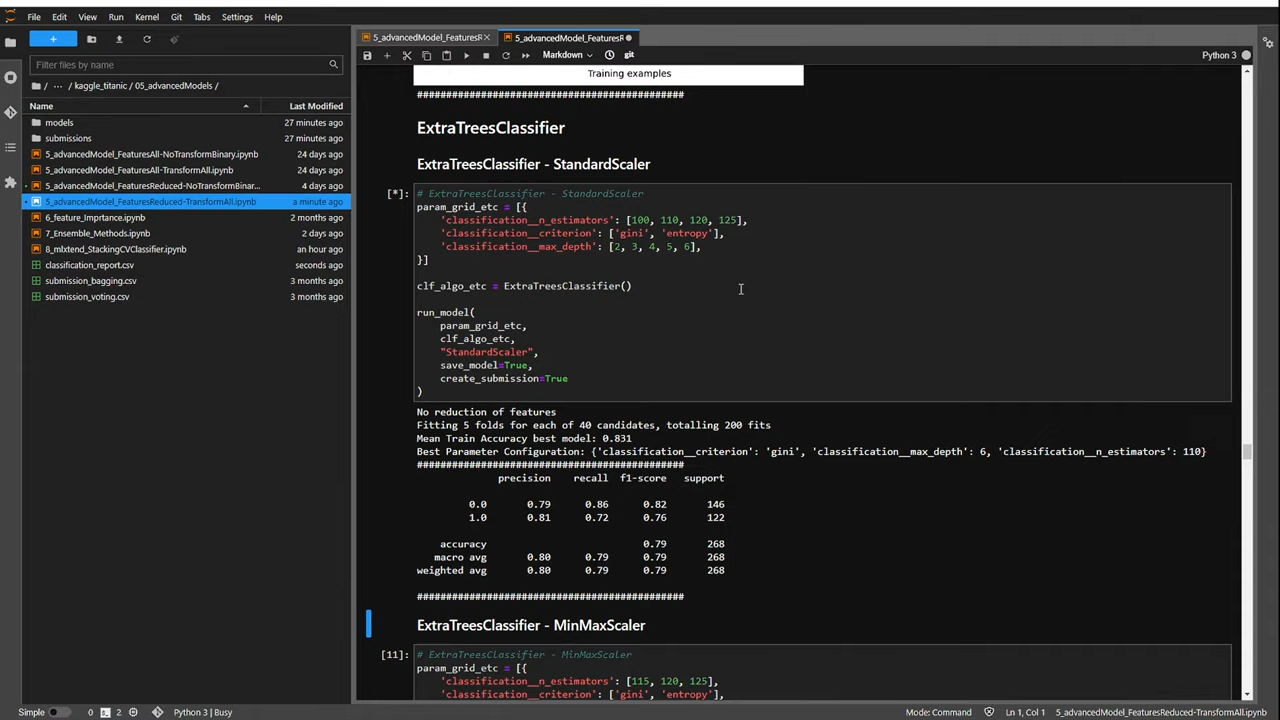 File Edit View Run Kernel Git Tabs Settings Help
5_advancedModel_FeaturesR
5_advancedModel_FeaturesR
Filter files by name
Markdown
git
Python 3
/ ... / kaggle_titanic / 05_advancedModels /
Name Last Modified
models 27 minutes ago
submissions 27 minutes ago
5_advancedModel_FeaturesAll-NoTransformBinary.ipynb 24 days ago
5_advancedModel_FeaturesAll-TransformAll.ipynb 24 days ago
5_advancedModel_FeaturesReduced-NoTransformBinar... 4 days ago
5_advancedModel_FeaturesReduced-TransformAll.ipynb a minute ago
6_feature_Imprtance.ipynb 2 months ago
7_Ensemble_Methods.ipynb 2 days ago
8_mlxtend_StackingCVClassifier.ipynb an hour ago
classification_report.csv seconds ago
submission_bagging.csv 3 months ago
submission_voting.csv 3 months ago
Training examples
##############################################
ExtraTreesClassifier
ExtraTreesClassifier - StandardScaler
[*]: # ExtraTreesClassifier - StandardScaler
param_grid_etc = [{
'classification__n_estimators': [100, 110, 120, 125],
'classification__criterion': ['gini', 'entropy'],
'classification__max_depth': [2, 3, 4, 5, 6],
}]
clf_algo_etc = ExtraTreesClassifier()
run_model(
param_grid_etc,
clf_algo_etc,
"StandardScaler",
save_model=True,
create_submission=True
)
No reduction of features
Fitting 5 folds for each of 40 candidates, totalling 200 fits
Mean Train Accuracy best model: 0.831
Best Parameter Configuration: {'classification__criterion': 'gini', 'classification__max_depth': 6, 'classification__n_estimators': 110}
##############################################
precision recall f1-score support
0.0 0.79 0.86 0.82 146
1.0 0.81 0.72 0.76 122
accuracy 0.79 268
macro avg 0.80 0.79 0.79 268
weighted avg 0.80 0.79 0.79 268
##############################################
ExtraTreesClassifier - MinMaxScaler
[11]: # ExtraTreesClassifier - MinMaxScaler
param_grid_etc = [{
'classification__n_estimators': [115, 120, 125],
'classification__criterion': ['gini', 'entropy'],
Simple 0 2 Python 3 | Busy Mode: Command Ln 1, Col 1 5_advancedModel_FeaturesReduced-TransformAll.ipynb